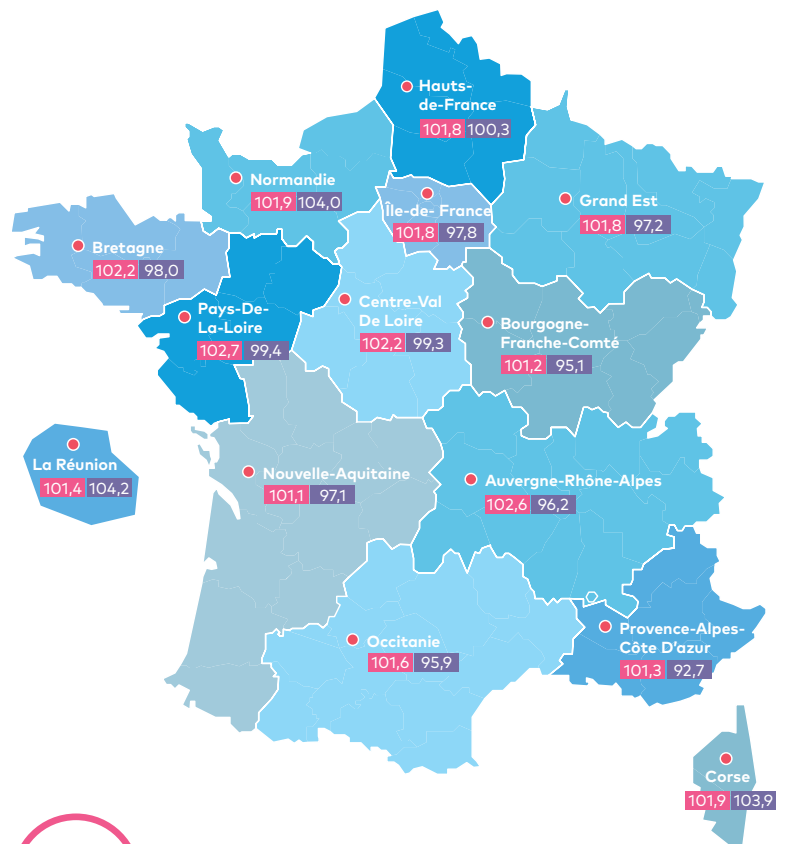 Hauts-
de-France
101,8 100,3
Normandie
101,9 104,0
Île-de- France
101,8 97,8
Grand Est
101,8 97,2
Bretagne
102,2 98,0
Pays-De-
La-Loire
102,7 99,4
Centre-Val
De Loire
102,2 99,3
Bourgogne-
Franche-Comté
101,2 95,1
La Réunion
101,4 104,2
Nouvelle-Aquitaine
101,1 97,1
Auvergne-Rhône-Alpes
102,6 96,2
Occitanie
101,6 95,9
Provence-Alpes-
Côte D'azur
101,3 92,7
Corse
101,9 103,9